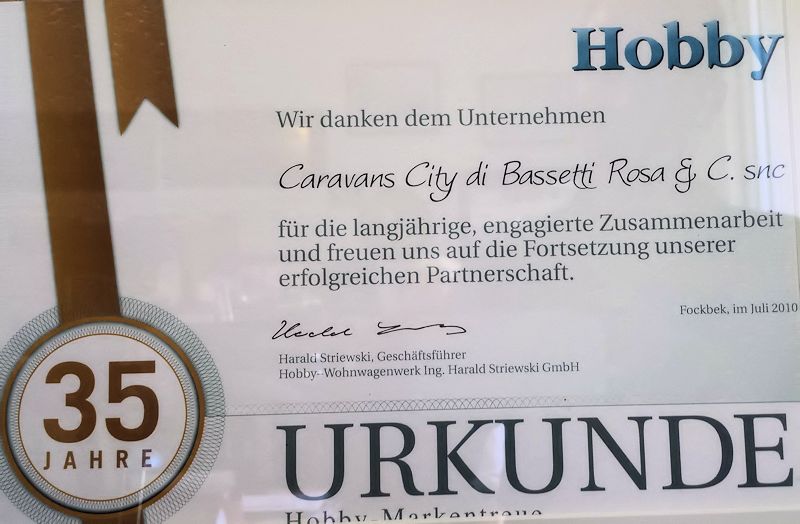 Hobby
Wir danken dem Unternehmen
Caravans City di Bassetti Rosa & C. snc
für die langjährige, engagierte Zusammenarbeit
und freuen uns auf die Fortsetzung unserer
erfolgreichen Partnerschaft.
Fockbek, im Juli 2010
Harald Striewski, Geschäftsführer
Hobby-Wohnwagenwerk Ing. Harald Striewski GmbH
35
JAHRE
URKUNDE
Hobby-Markentreue